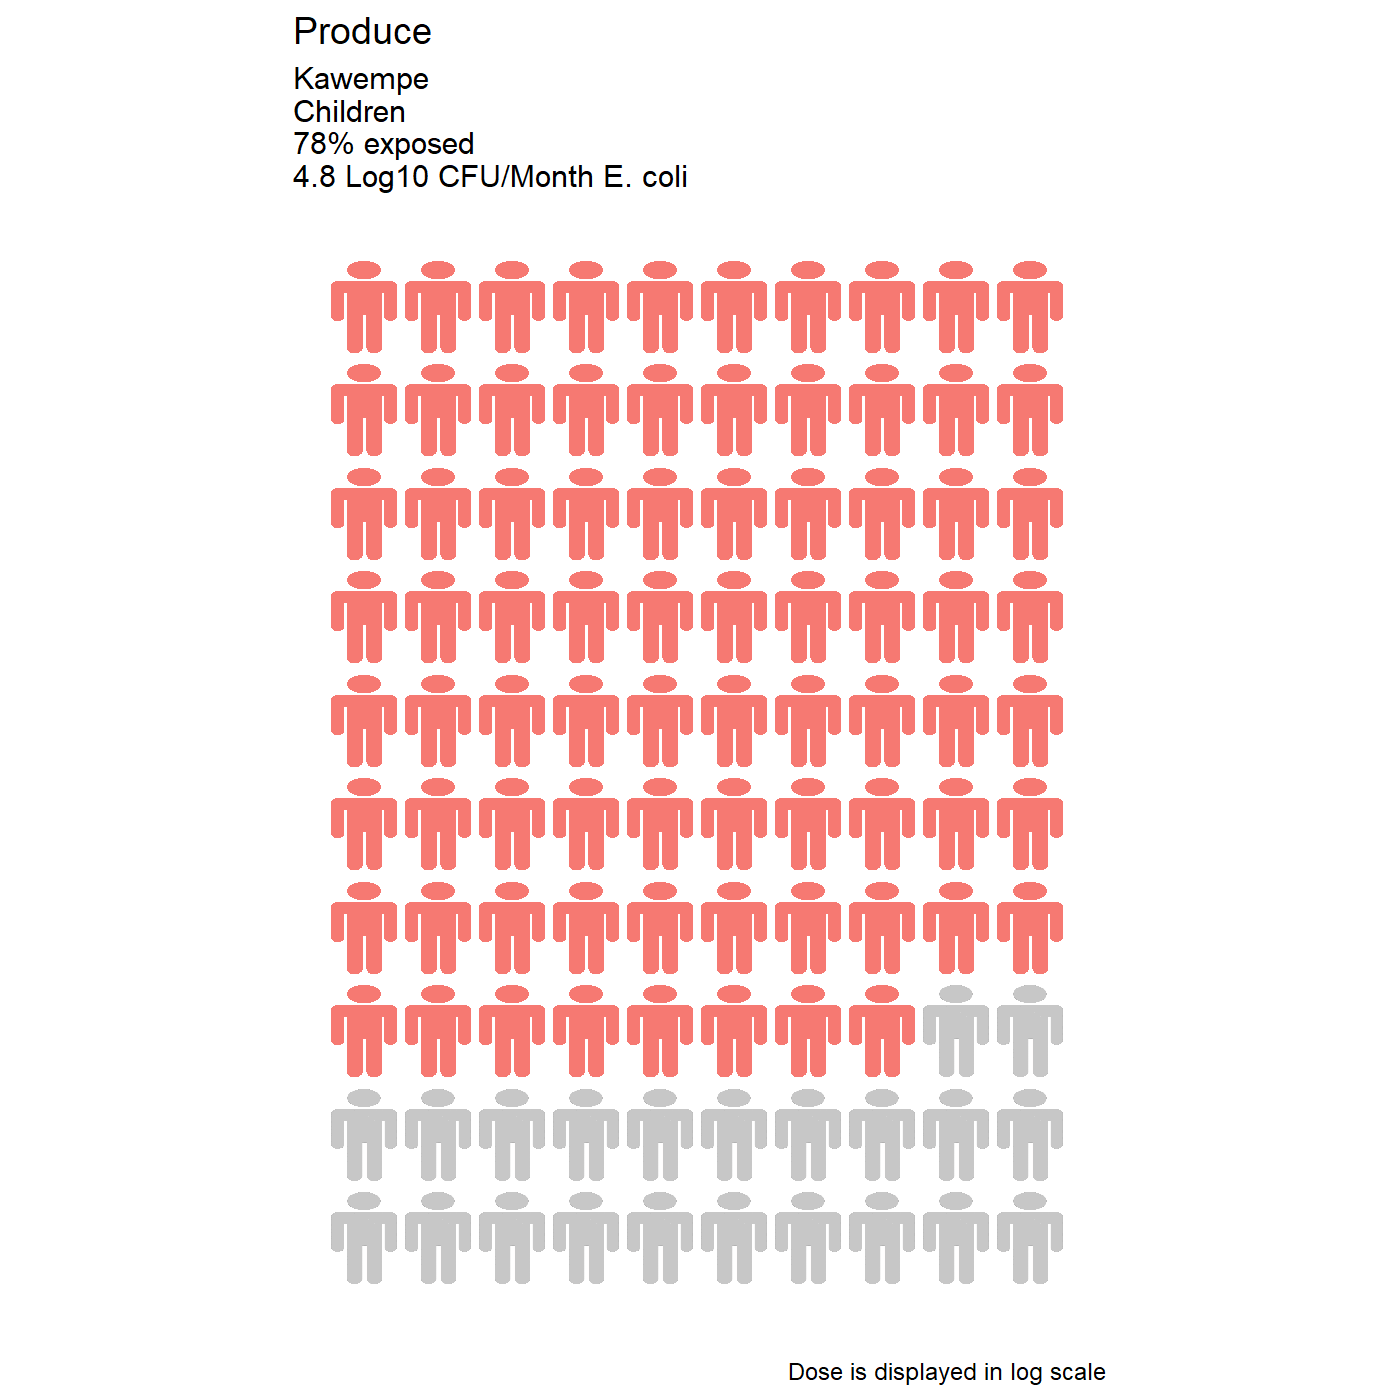 Produce
Kawempe
Children
78% exposed
4.8 Log10 CFU/Month E. coli
Dose is displayed in log scale